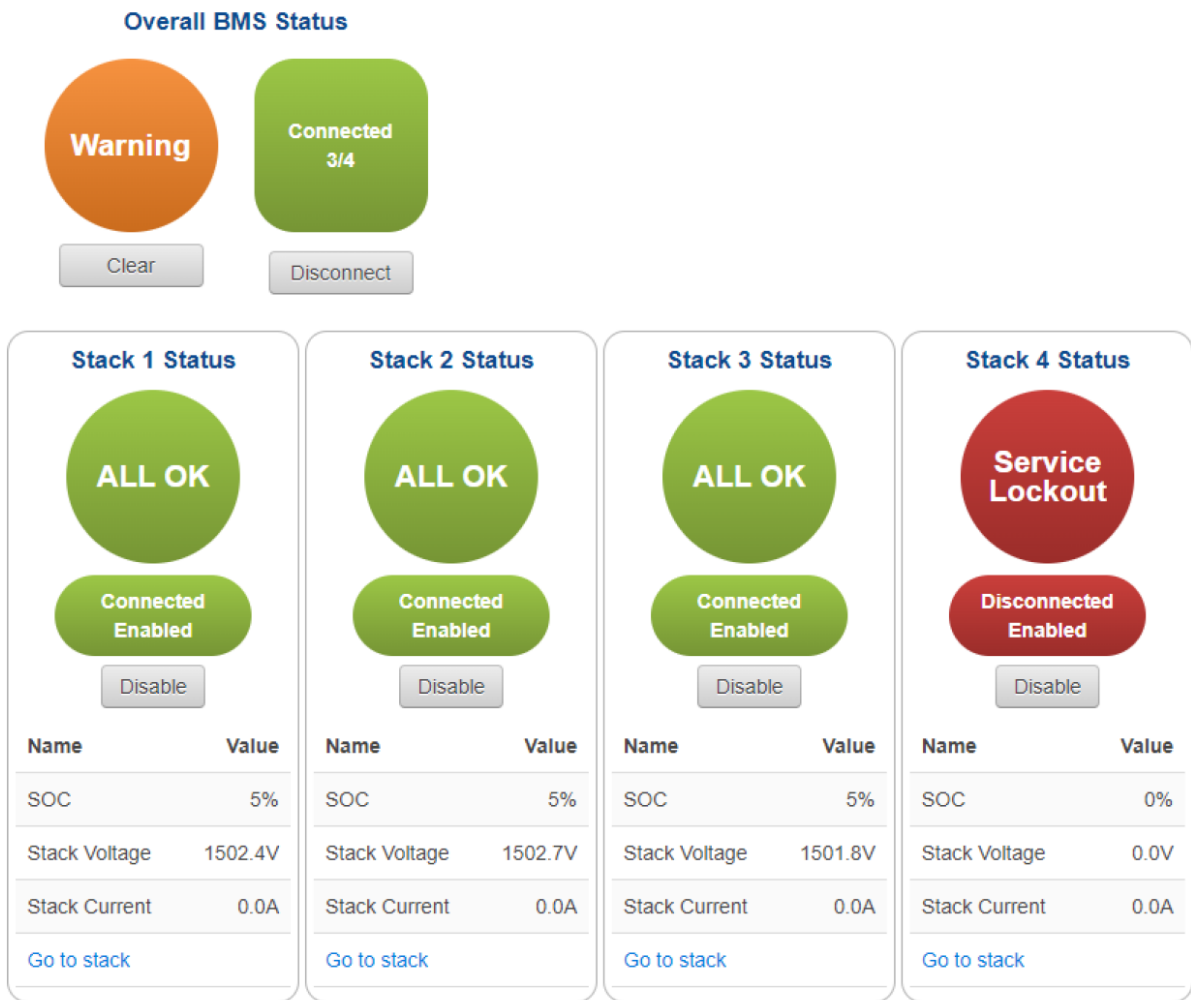 Overall BMS Status
Warning
Connected
3/4
Clear
Disconnect
Stack 1 Status
ALL OK
Connected
Enabled
Disable
Name Value
SOC 5%
Stack Voltage 1502.4V
Stack Current 0.0A
Go to stack
Stack 2 Status
ALL OK
Connected
Enabled
Disable
Name Value
SOC 5%
Stack Voltage 1502.7V
Stack Current 0.0A
Go to stack
Stack 3 Status
ALL OK
Connected
Enabled
Disable
Name Value
SOC 5%
Stack Voltage 1501.8V
Stack Current 0.0A
Go to stack
Stack 4 Status
Service
Lockout
Disconnected
Enabled
Disable
Name Value
SOC 0%
Stack Voltage 0.0V
Stack Current 0.0A
Go to stack